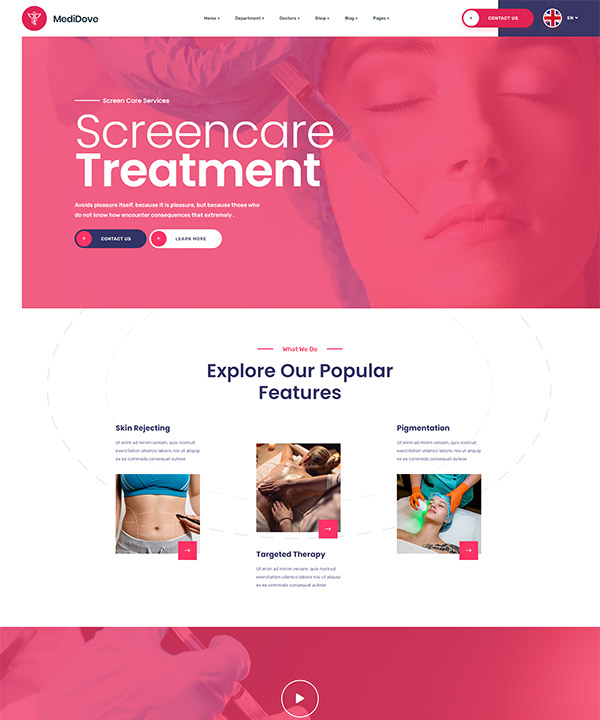 MediDove
Home +
Department +
Doctors +
Shop +
Blog +
Pages +
+ CONTACT US
EN
Screen Care Services
Screencare
Treatment
Avoids pleasure itself, because it is pleasure, but because those who
do not know how encounter consequences that extremely .
+ CONTACT US
+ LEARN MORE
What We Do
Explore Our Popular
Features
Skin Rejecting
Ut enim ad minim veniam, quis nostrud
exercitation ullamco laboris nisi ut aliquip
ex ea commodo consequat autese
Targeted Therapy
Ut enim ad minim veniam, quis nostrud
exercitation ullamco laboris nisi ut aliquip
ex ea commodo consequat autese
Pigmentation
Ut enim ad minim veniam, quis nostrud
exercitation ullamco laboris nisi ut aliquip
ex ea commodo consequat autese